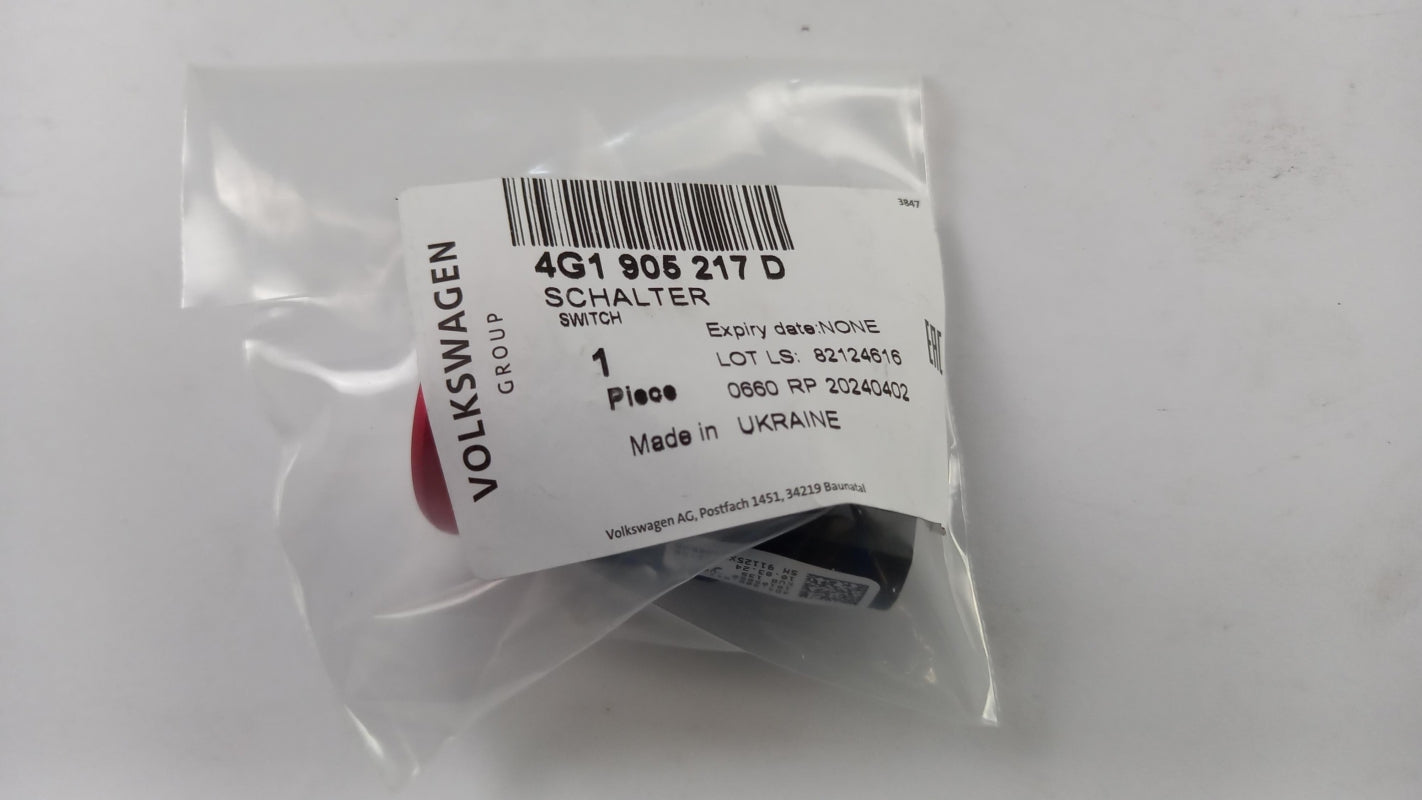 3847
VOLKSWAGEN
GROUP
4G1 905 217 D
SCHALTER
SWITCH
Expiry date:NONE
1
LOT LS: 82124616
Piece
0660 RP 20240402
Made in UKRAINE
EAC
Volkswagen AG, Postfach 1451, 34219 Baunatal